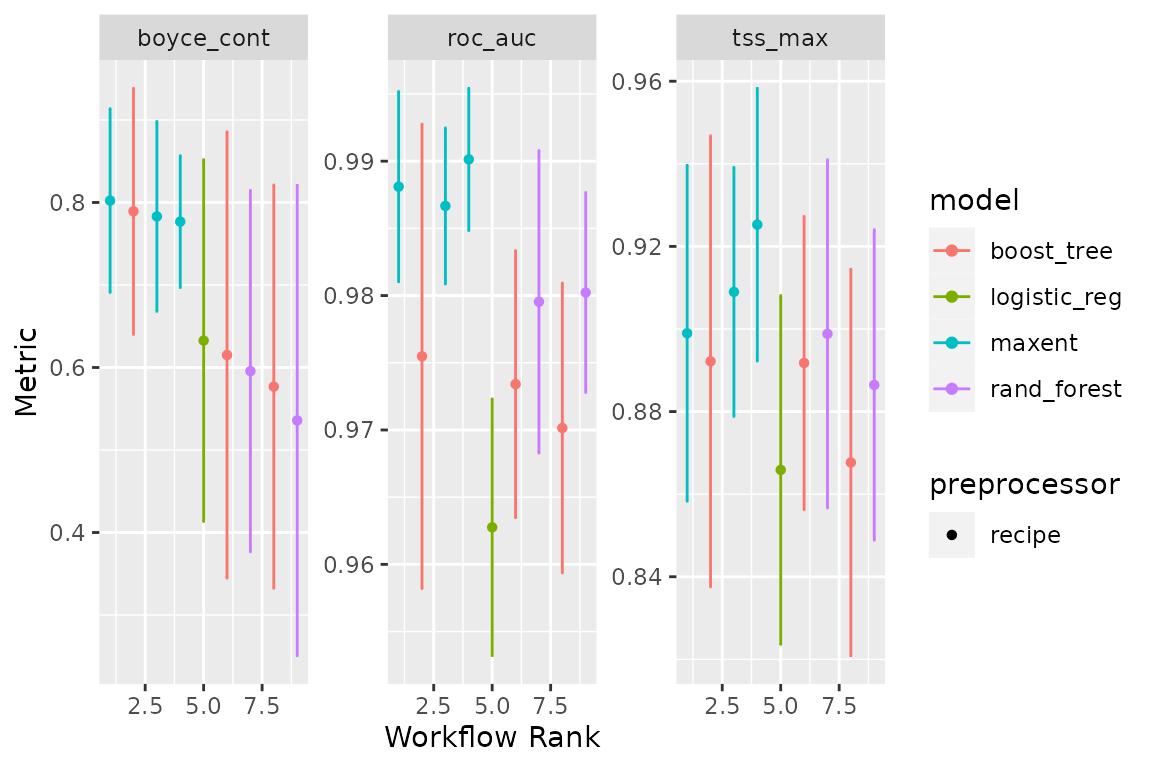 boyce_cont
roc_auc
tss_max
Metric
0.8
0.6
0.4
0.99
0.98
0.97
0.96
0.96
0.92
0.88
0.84
2.5 5.0 7.5
2.5 5.0 7.5
2.5 5.0 7.5
Workflow Rank
model
boost_tree
logistic_reg
maxent
rand_forest
preprocessor
recipe